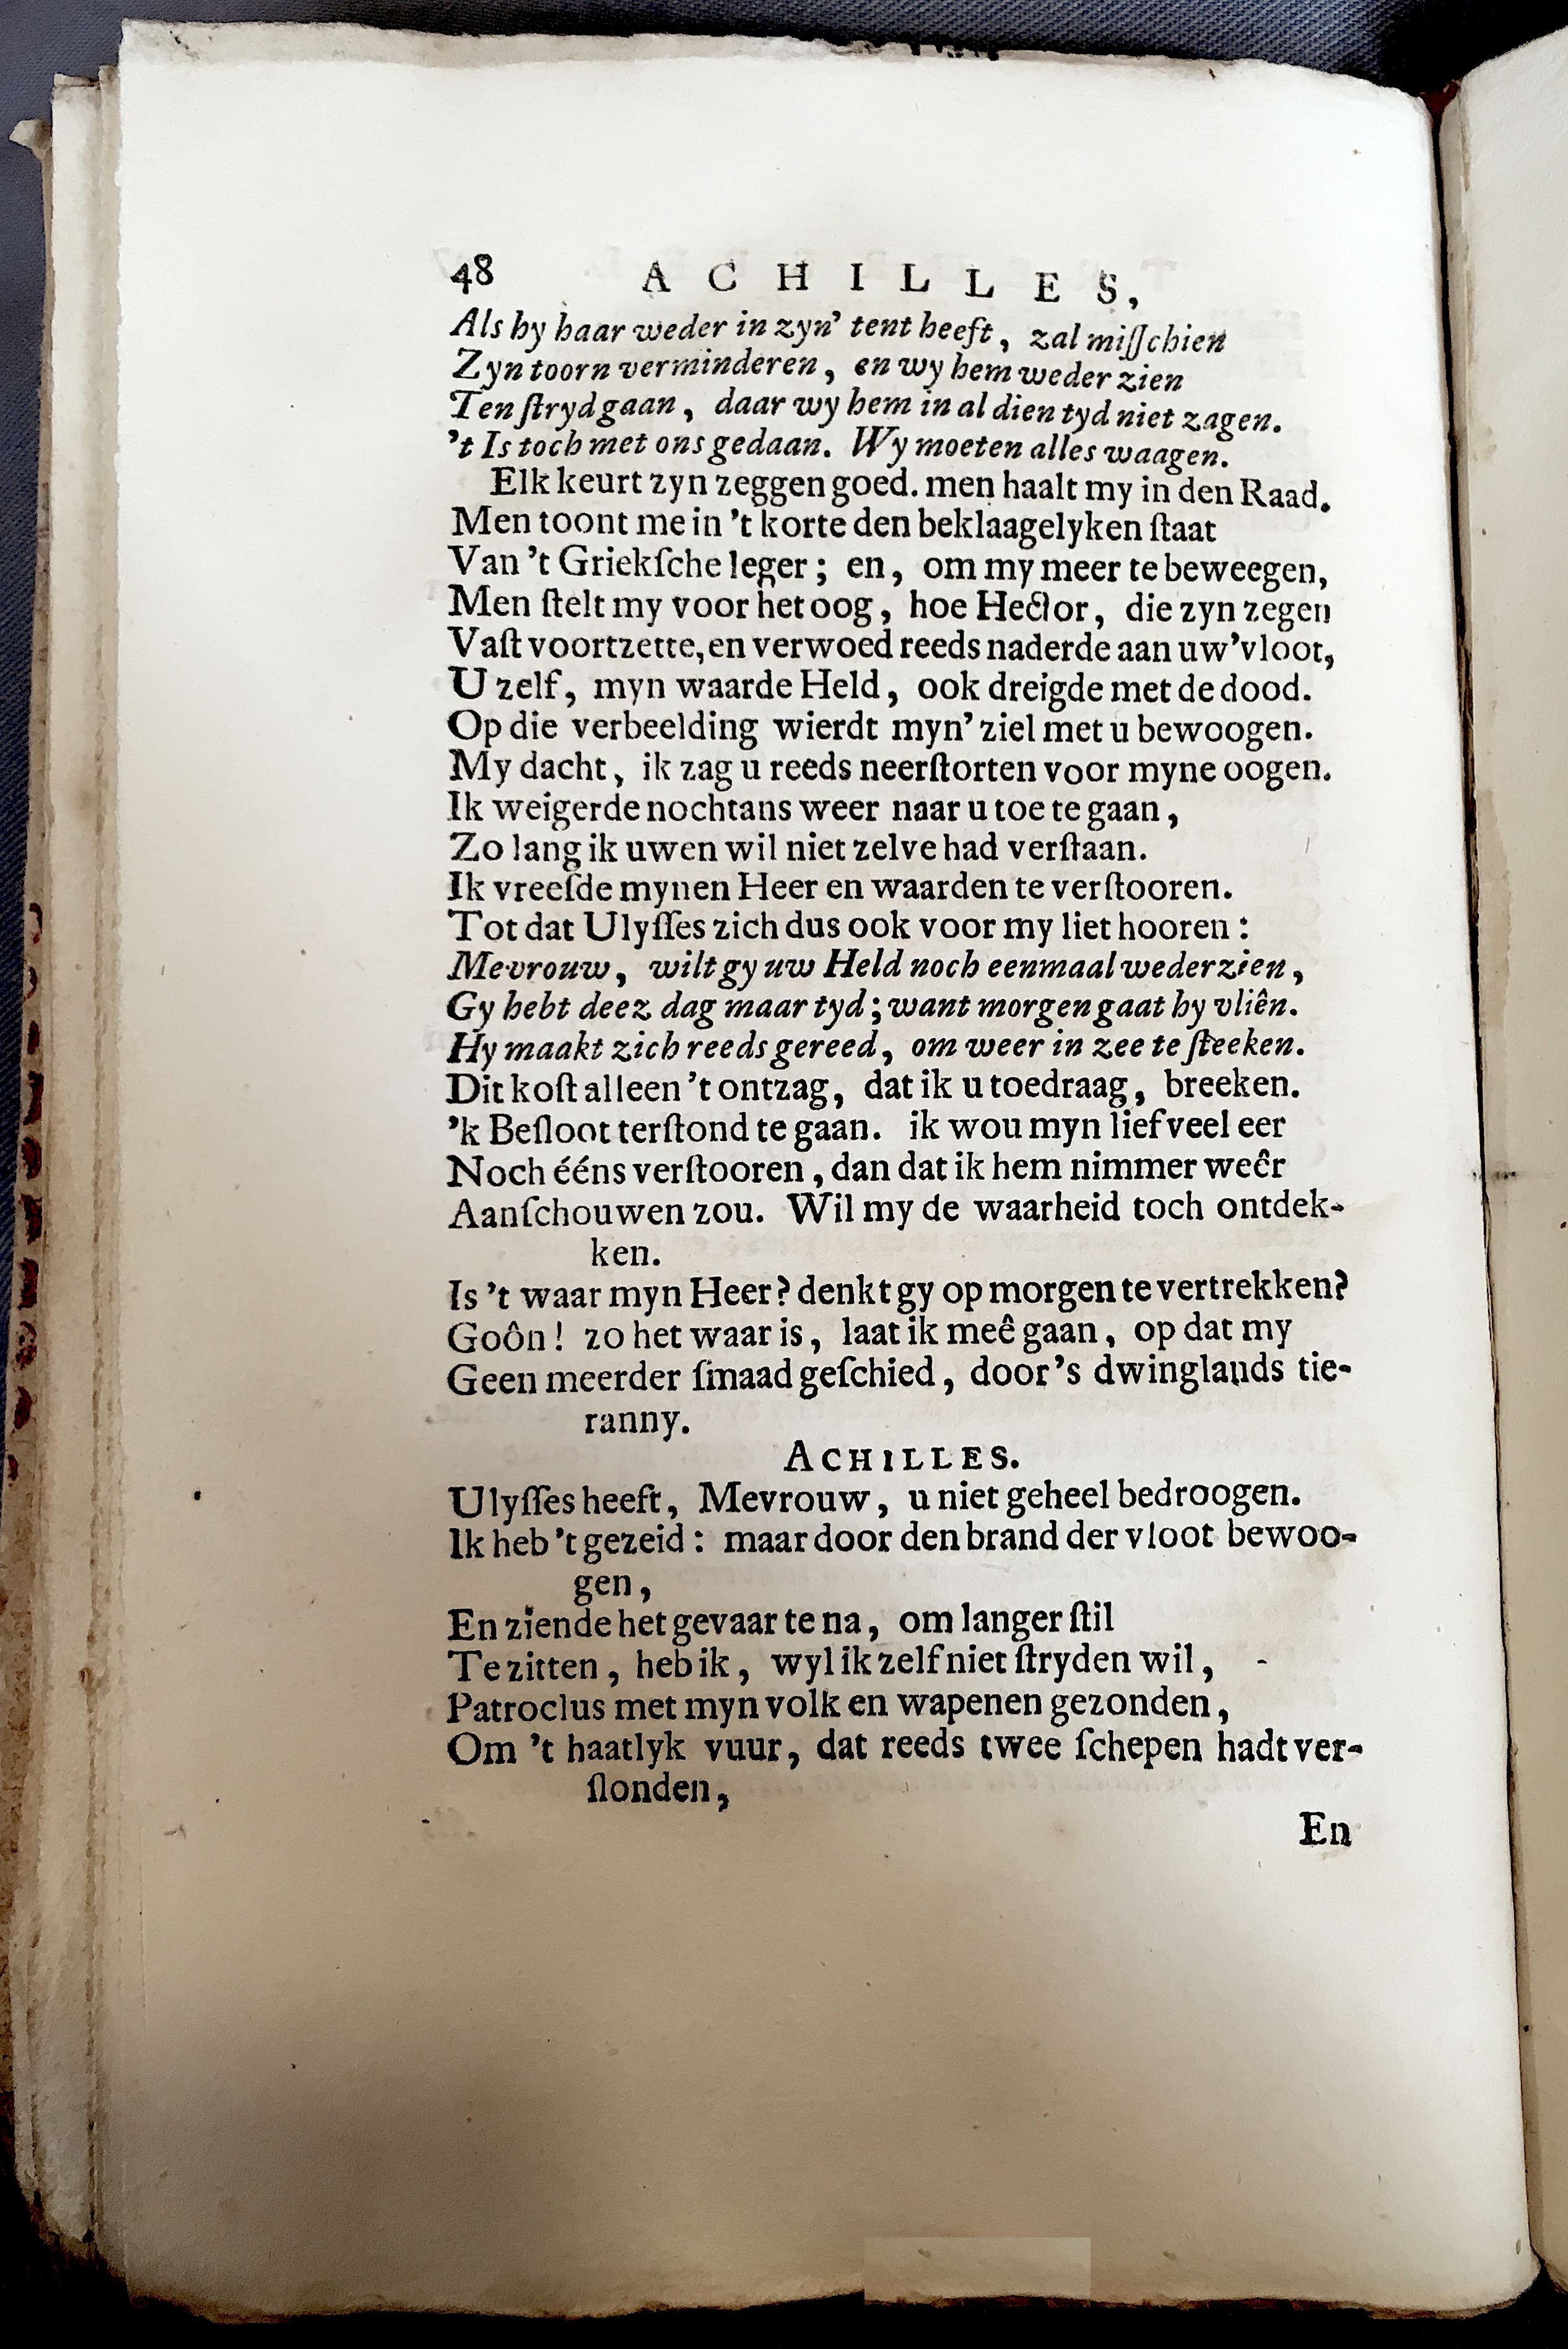 48 ACHILLES,
Als hy haar weder in zyn’ tent heeft, zal miſſchien
Zyn toorn verminderen, en wy hem weder zien
Ten ſtryd gaan, daar wy hem in al dien tyd niet zagen.
’t Is toch met ons gedaan. Wy moeten alles waagen.
Elk keurt zyn zeggen goed. men haalt my in den Raad.
Men toont me in ’t korte den beklaagelyken ſtaat
Van ’t Griekſche leger; en, om my meer te beweegen,
Men ſtelt my voor het oog, hoe Hector, die zyn zegen
Vaſt voortzette, en verwoed reeds naderde aan uw’ vloot,
U zelf, myn waarde Held, ook dreigde met de dood.
Op die verbeelding wierdt myn’ ziel met u bewoogen.
My dacht, ik zag u reeds neerſtorten voor myne oogen.
Ik weigerde nochtans weer naar u toe te gaan,
Zo lang ik uwen wil niet zelve had verſtaan.
Ik vreeſde mynen Heer en waarden te verſtooren.
Tot dat Ulyſſes zich dus ook voor my liet hooren:
Mevrouw, wilt gy uw Held noch eenmaal wederzien,
Gy hebt deez dag maar tyd; want morgen gaat hy vliên.
Hy maakt zich reeds gereed, om weer in zee te ſteeken.
Dit koſt alleen ’t ontzag, dat ik u toedraag, breeken.
’k Beſloot terſtond te gaan. ik wou myn lief veel eer
Noch ééns verſtooren, dan dat ik hem nimmer weêr
Aanſchouwen zou. Wil my de waarheid toch ontdek-
ken.
Is ’t waar myn Heer? denkt gy op morgen te vertrekken?
Goôn! zo het waar is, laat ik meê gaan, op dat my
Geen meerder ſmaad geſchied, door ’s dwinglands tie-
ranny.
ACHILLES.
Ulyſſes heeft, Mevrouw, u niet geheel bedroogen.
Ik heb ’t gezeid: maar door den brand der vloot bewoo-
gen,
En ziende het gevaar te na, om langer ſtil
Te zitten, heb ik, wyl ik zelf niet ſtryden wil,
Patroclus met myn volk en wapenen gezonden,
Om ’t haatlyk vuur, dat reeds twee ſchepen hadt ver-
ſlonden,
En